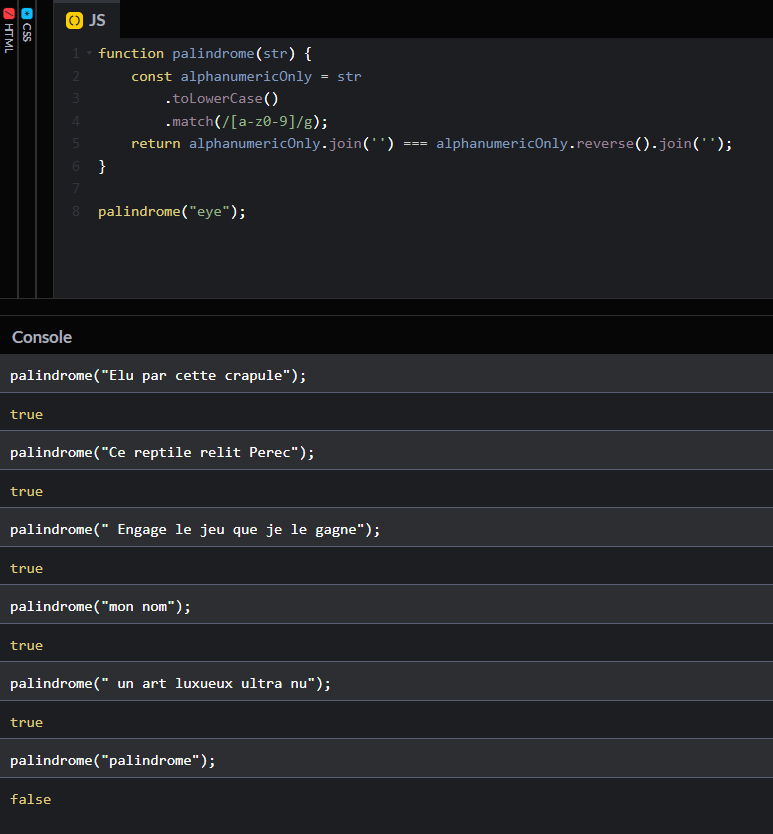 HTML
CSS
JS
1 function palindrome(str) {
2 const alphanumericOnly = str
3 .toLowerCase()
4 .match(/[a-z0-9]/g);
5 return alphanumericOnly.join('') === alphanumericOnly.reverse().join('');
6 }
7
8 palindrome("eye");
Console
palindrome("Elu par cette crapule");
true
palindrome("Ce reptile relit Perec");
true
palindrome(" Engage le jeu que je le gagne");
true
palindrome("mon nom");
true
palindrome(" un art luxueux ultra nu");
true
palindrome("palindrome");
false